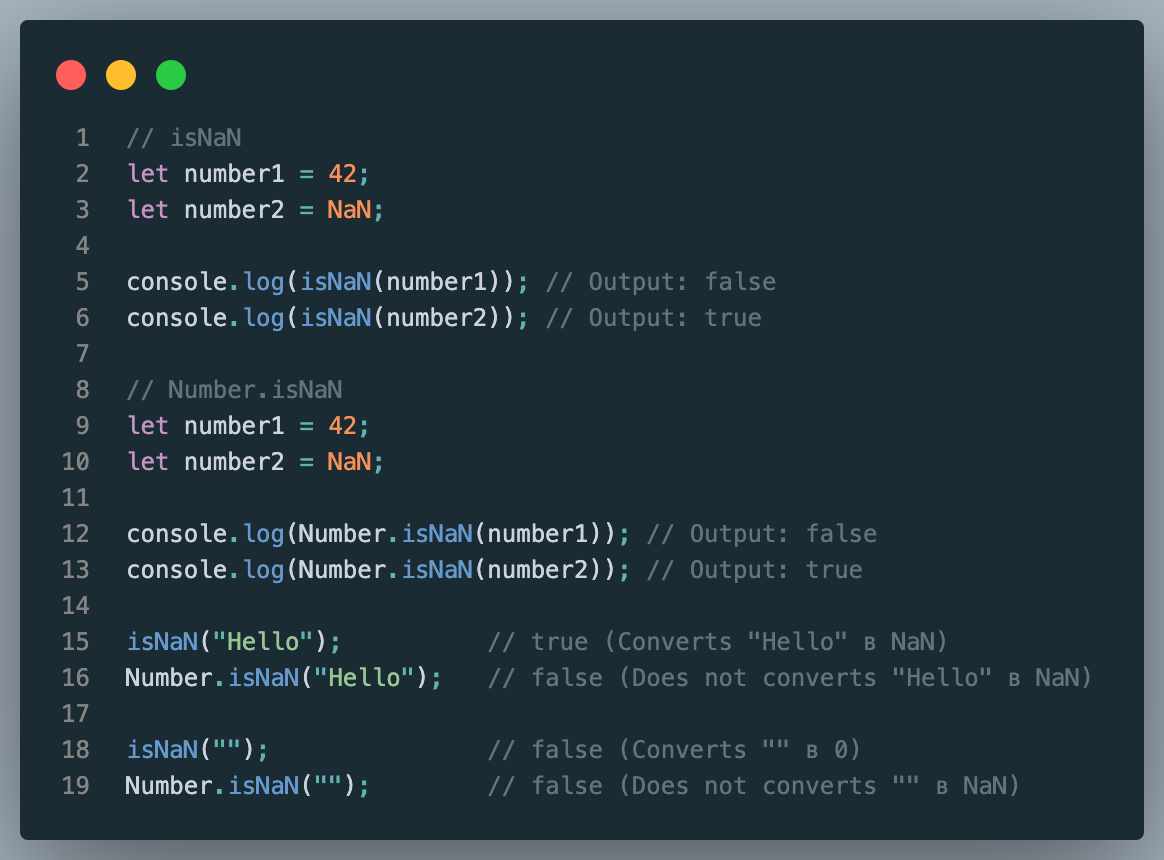 1 // isNaN
2 let number1 = 42;
3 let number2 = NaN;
4
5 console.log(isNaN(number1)); // Output: false
6 console.log(isNaN(number2)); // Output: true
7
8 // Number.isNaN
9 let number1 = 42;
10 let number2 = NaN;
11
12 console.log(Number.isNaN(number1)); // Output: false
13 console.log(Number.isNaN(number2)); // Output: true
14
15 isNaN("Hello"); // true (Converts "Hello" в NaN)
16 Number.isNaN("Hello"); // false (Does not converts "Hello" в NaN)
17
18 isNaN(""); // false (Converts "" в 0)
19 Number.isNaN(""); // false (Does not converts "" в NaN)